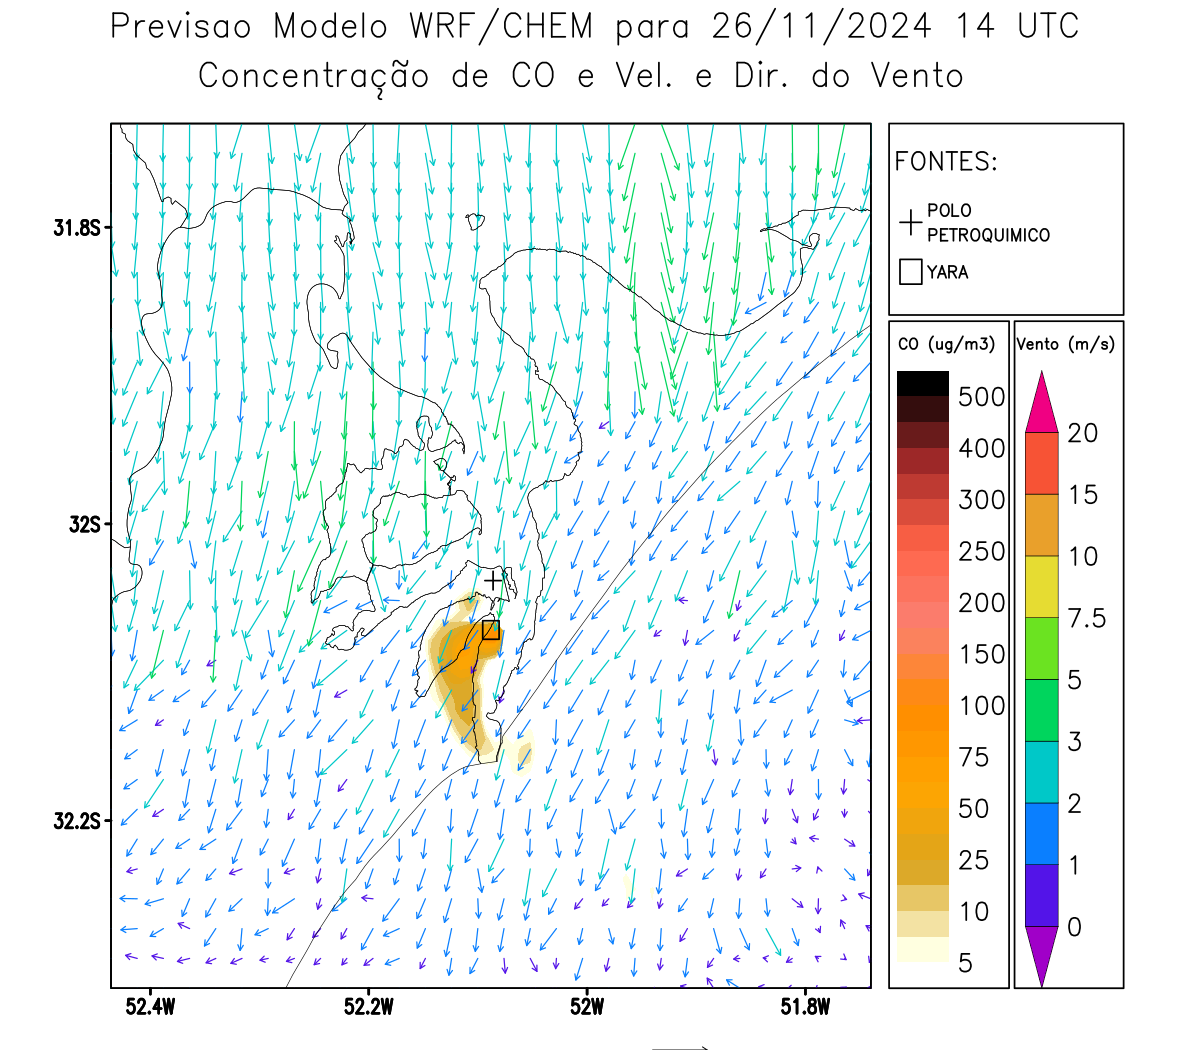 Previsao Modelo WRF/CHEM para 26/11/2024 14 UTC
Concentração de CO e Vel. e Dir. do Vento
FONTES:
POLO
PETROQUIMICO
YARA
CO (ug/m3)
500
400
300
250
200
150
100
75
50
25
10
5
Vento (m/s)
20
15
10
7.5
5
3
2
1
0
31.8S
32S
32.2S
52.4W
52.2W
52W
51.8W